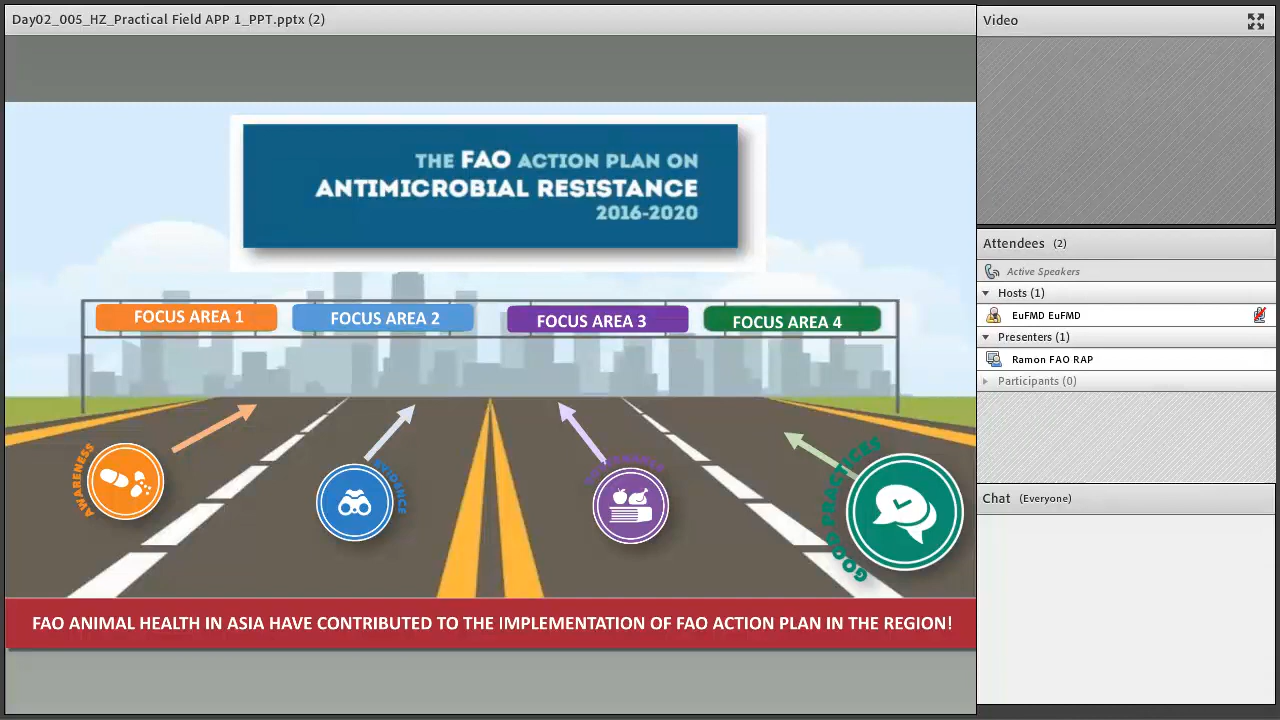 Day02_005_HZ_Practical Field APP 1_PPT.pptx (2)
THE FAO ACTION PLAN ON
ANTIMICROBIAL RESISTANCE
2016-2020
FOCUS AREA 1
FOCUS AREA 2
FOCUS AREA 3
FOCUS AREA 4
AWARENESS
EVIDENCE
GOVERNANCE
GOOD PRACTICES
FAO ANIMAL HEALTH IN ASIA HAVE CONTRIBUTED TO THE IMPLEMENTATION OF FAO ACTION PLAN IN THE REGION!
Video
Attendees (2)
Active Speakers
Hosts (1)
EuFMD EuFMD
Presenters (1)
Ramon FAO RAP
Participants (0)
Chat (Everyone)